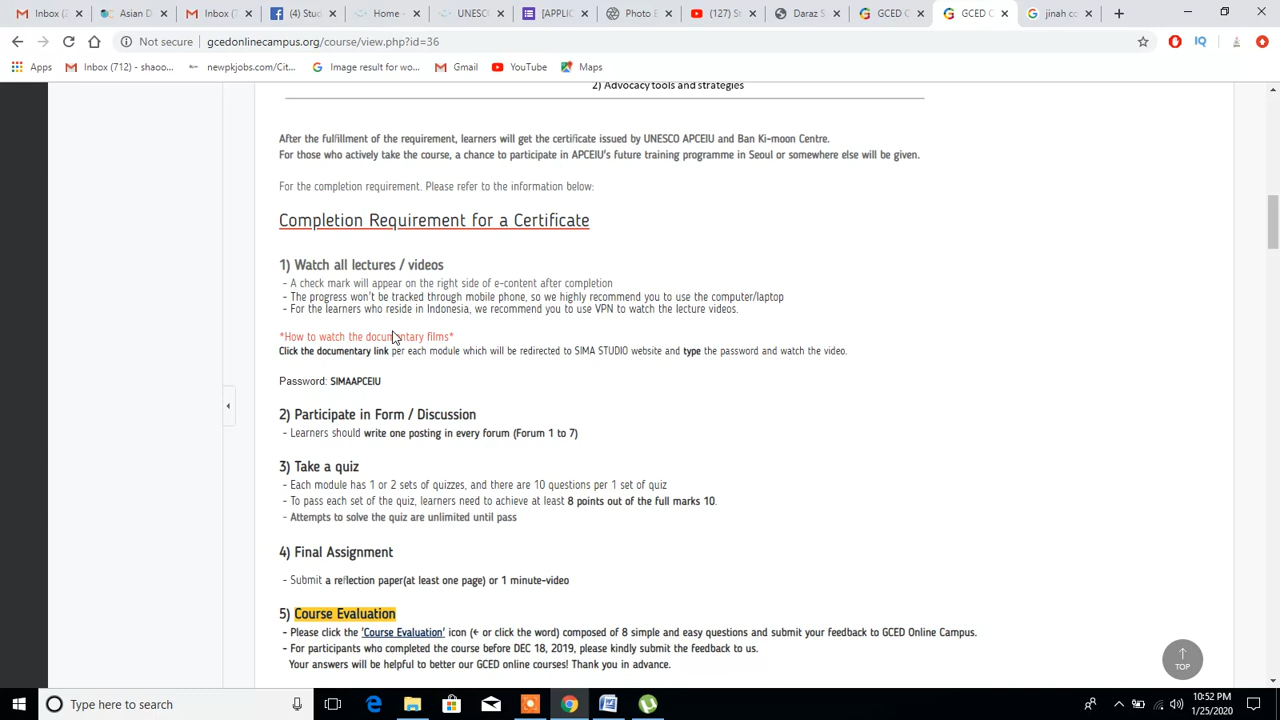 Inbox (
Asian D
Inbox (7
(4) Stud
Home -
UNESC
[APPLIC
Photo E
(127) St
Daraz S
GCED C
GCED C
jinah co
Not secure
gcedonlinecampus.org/course/view.php?id=36
Apps
Inbox (712) - shaoo...
newpkjobs.com/Cit...
Image result for wo...
Gmail
YouTube
Maps
2) Advocacy tools and strategies
After the fulfillment of the requirement, learners will get the certificate issued by UNESCO APCEIU and Ban Ki-moon Centre.
For those who actively take the course, a chance to participate in APCEIU's future training programme in Seoul or somewhere else will be given.
For the completion requirement. Please refer to the information below:
Completion Requirement for a Certificate
1) Watch all lectures / videos
- A check mark will appear on the right side of e-content after completion
- The progress won't be tracked through mobile phone, so we highly recommend you to use the computer/laptop
- For the learners who reside in Indonesia, we recommend you to use VPN to watch the lecture videos.
*How to watch the documentary films*
Click the documentary link per each module which will be redirected to SIMA STUDIO website and type the password and watch the video.
Password: SIMAAPCEIU
2) Participate in Form / Discussion
- Learners should write one posting in every forum (Forum 1 to 7)
3) Take a quiz
- Each module has 1 or 2 sets of quizzes, and there are 10 questions per 1 set of quiz
- To pass each set of the quiz, learners need to achieve at least 8 points out of the full marks 10.
- Attempts to solve the quiz are unlimited until pass
4) Final Assignment
- Submit a reflection paper(at least one page) or 1 minute-video
5) Course Evaluation
- Please click the 'Course Evaluation' icon (← or click the word) composed of 8 simple and easy questions and submit your feedback to GCED Online Campus.
- For participants who completed the course before DEC 18, 2019, please kindly submit the feedback to us.
Your answers will be helpful to better our GCED online courses! Thank you in advance.
TOP
Type here to search
10:52 PM
1/25/2020